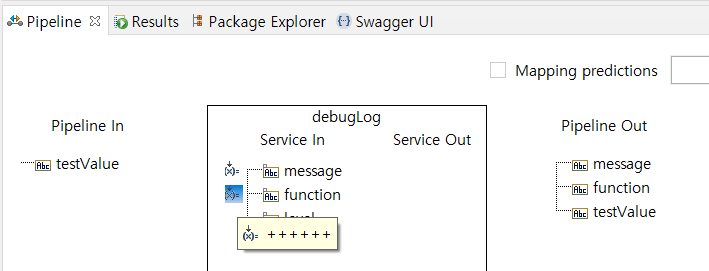 Pipeline Results Package Explorer Swagger UI
Mapping predictions
debugLog
Pipeline In Service In Service Out Pipeline Out
testValue message message
function function
level testValue
++++++